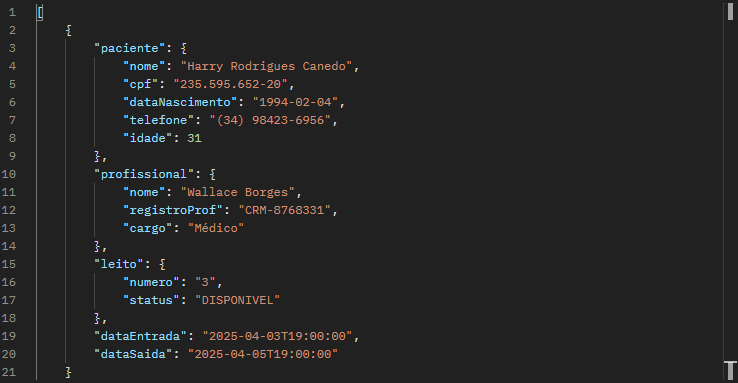 1 [
2 {
3 "paciente": {
4 "nome": "Harry Rodrigues Canedo",
5 "cpf": "235.595.652-20",
6 "dataNascimento": "1994-02-04",
7 "telefone": "(34) 98423-6956",
8 "idade": 31
9 },
10 "profissional": {
11 "nome": "Wallace Borges",
12 "registroProf": "CRM-8768331",
13 "cargo": "Médico"
14 },
15 "leito": {
16 "numero": "3",
17 "status": "DISPONIVEL"
18 },
19 "dataEntrada": "2025-04-03T19:00:00",
20 "dataSaida": "2025-04-05T19:00:00"
21 }